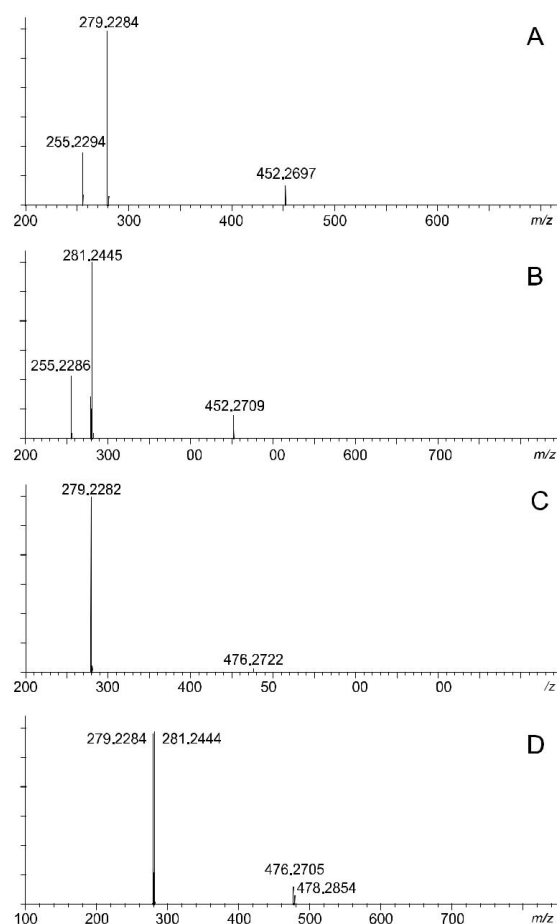 279.2284
A
255.2294
452.2697
200 300 400 500 600 m/z
281.2445
B
255.2286
452.2709
200 300 00 00 600 700 m/z
279.2282
C
476.2722
200 300 400 50 00 00 /z
279.2284 281.2444
D
476.2705
478.2854
100 200 300 400 500 600 700 m/z